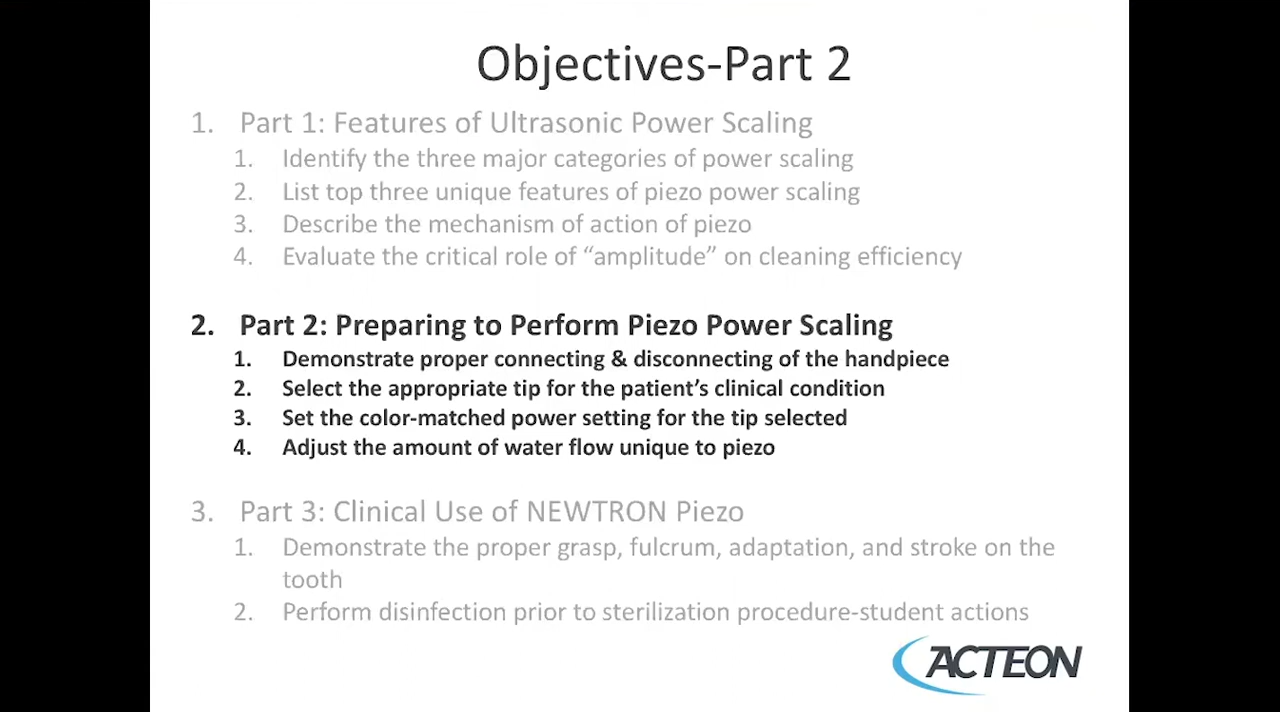 Objectives-Part 2
1. Part 1: Features of Ultrasonic Power Scaling
1. Identify the three major categories of power scaling
2. List top three unique features of piezo power scaling
3. Describe the mechanism of action of piezo
4. Evaluate the critical role of “amplitude” on cleaning efficiency
2. Part 2: Preparing to Perform Piezo Power Scaling
1. Demonstrate proper connecting & disconnecting of the handpiece
2. Select the appropriate tip for the patient’s clinical condition
3. Set the color-matched power setting for the tip selected
4. Adjust the amount of water flow unique to piezo
3. Part 3: Clinical Use of NEWTRON Piezo
1. Demonstrate the proper grasp, fulcrum, adaptation, and stroke on the
tooth
2. Perform disinfection prior to sterilization procedure-student actions
ACTEON